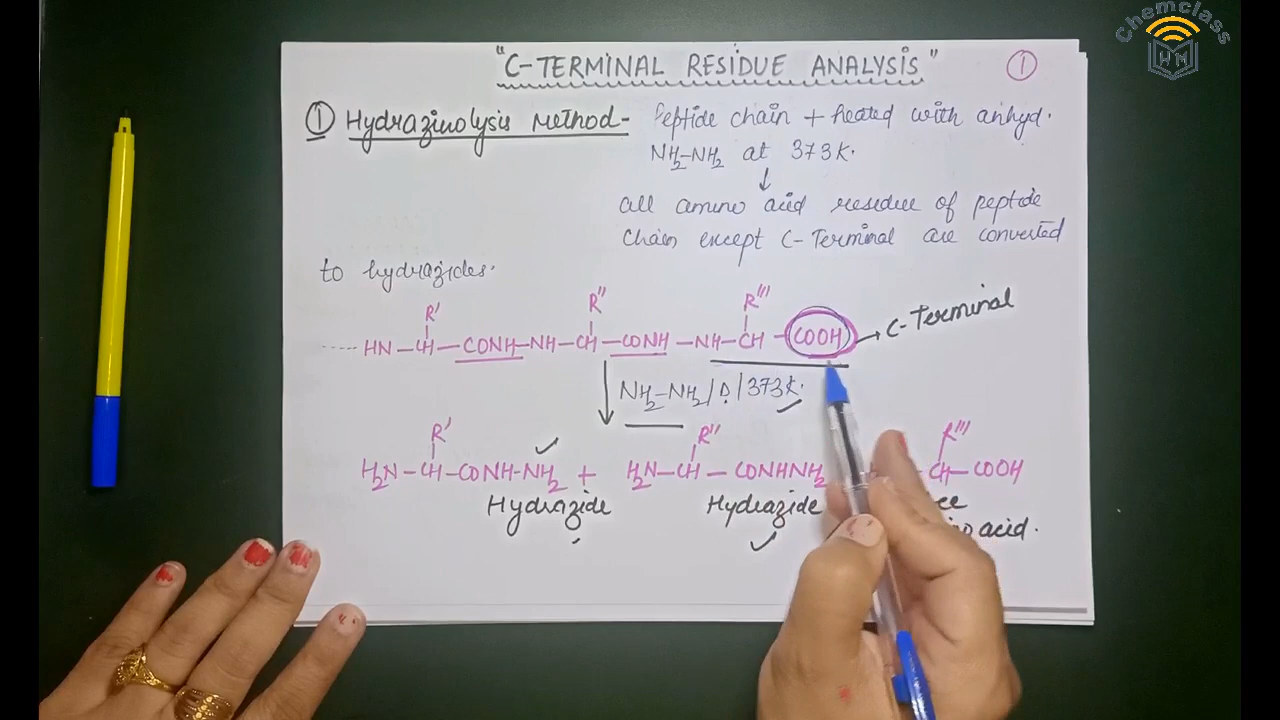 Chemclass
HM
"C-TERMINAL RESIDUE ANALYSIS"
1
① Hydrazinolysis method- Peptide chain + heated with anhyd.
NH2-NH2 at 373K.
↓
all amino acid residue of peptide
chain except C-Terminal are converted
to hydrazides.
R' R'' R'''
.....HN-CH-CONH-NH-CH-CONH-NH-CH-COOH → C-Terminal
↓ NH2-NH2/Δ/373K.
R' R'' R'''
H2N-CH-CONH-NH2 + H2N-CH-CONHNH2 CH-COOH
Hydrazide Hydrazide
acid.